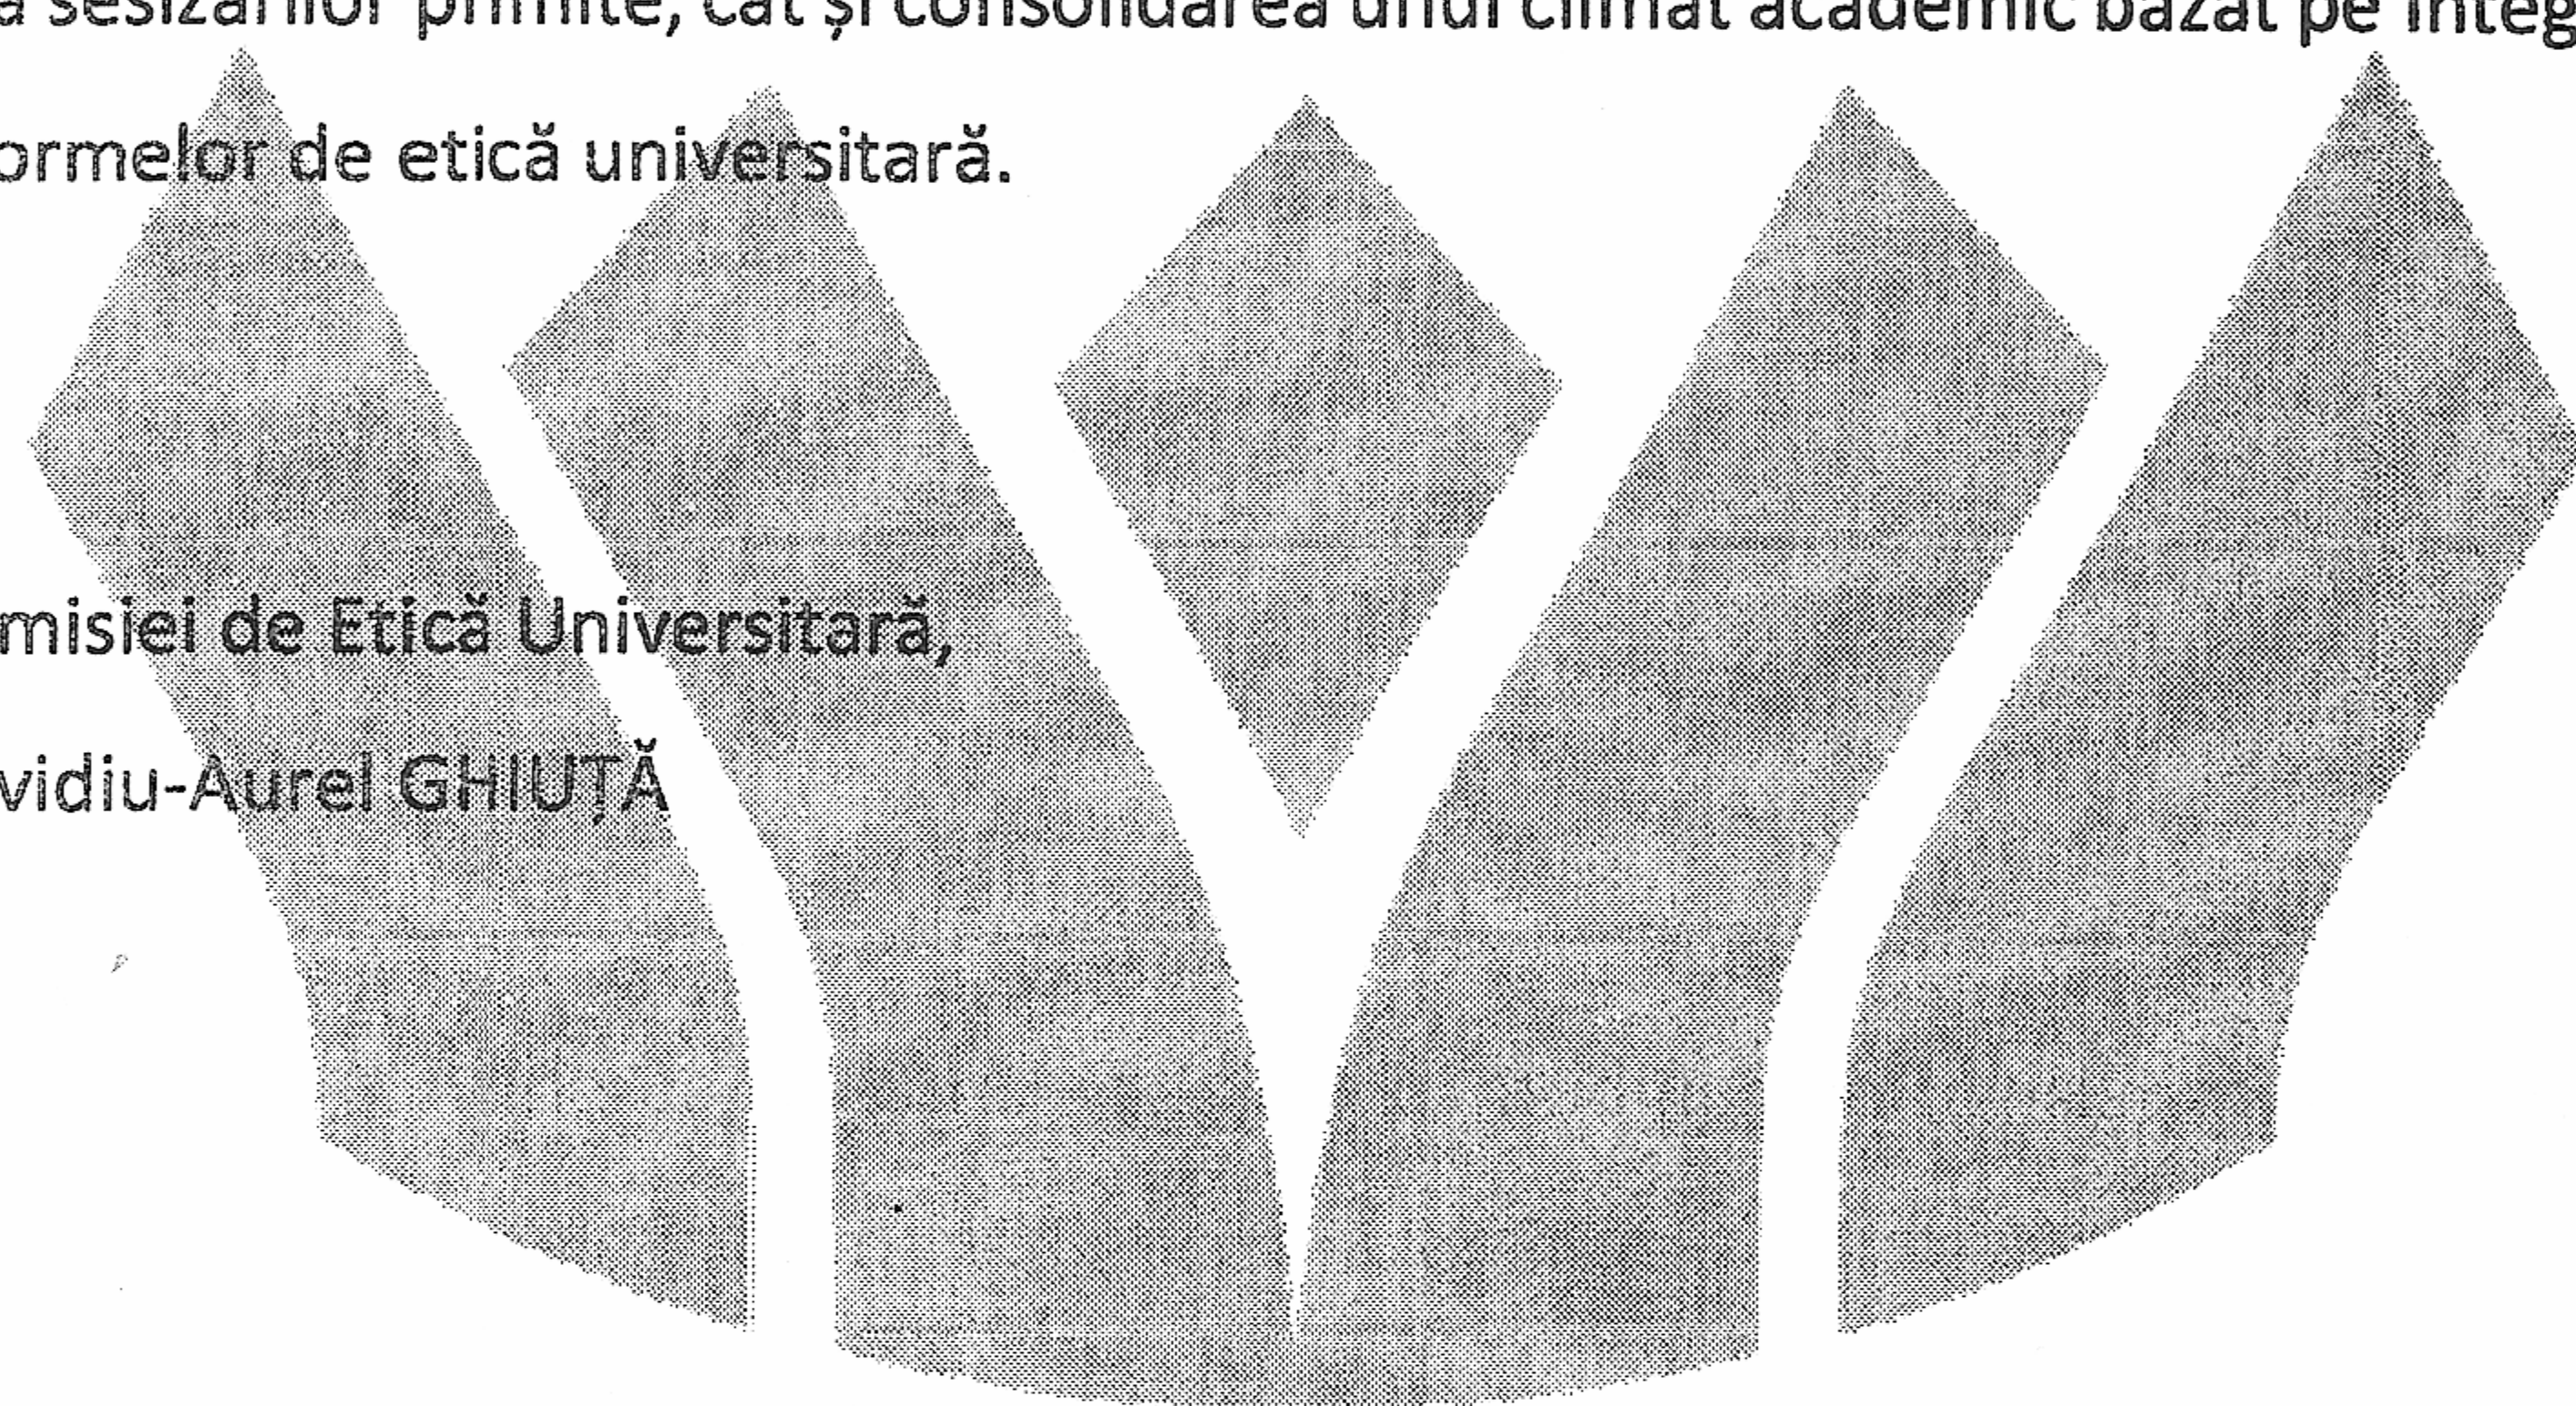 a sesizărilor primite, cât și consolidarea unui climat academic bazat pe integ
ormelor de etică universitară.
misiei de Etică Universitară,
vidiu-Aurel GHIUȚĂ